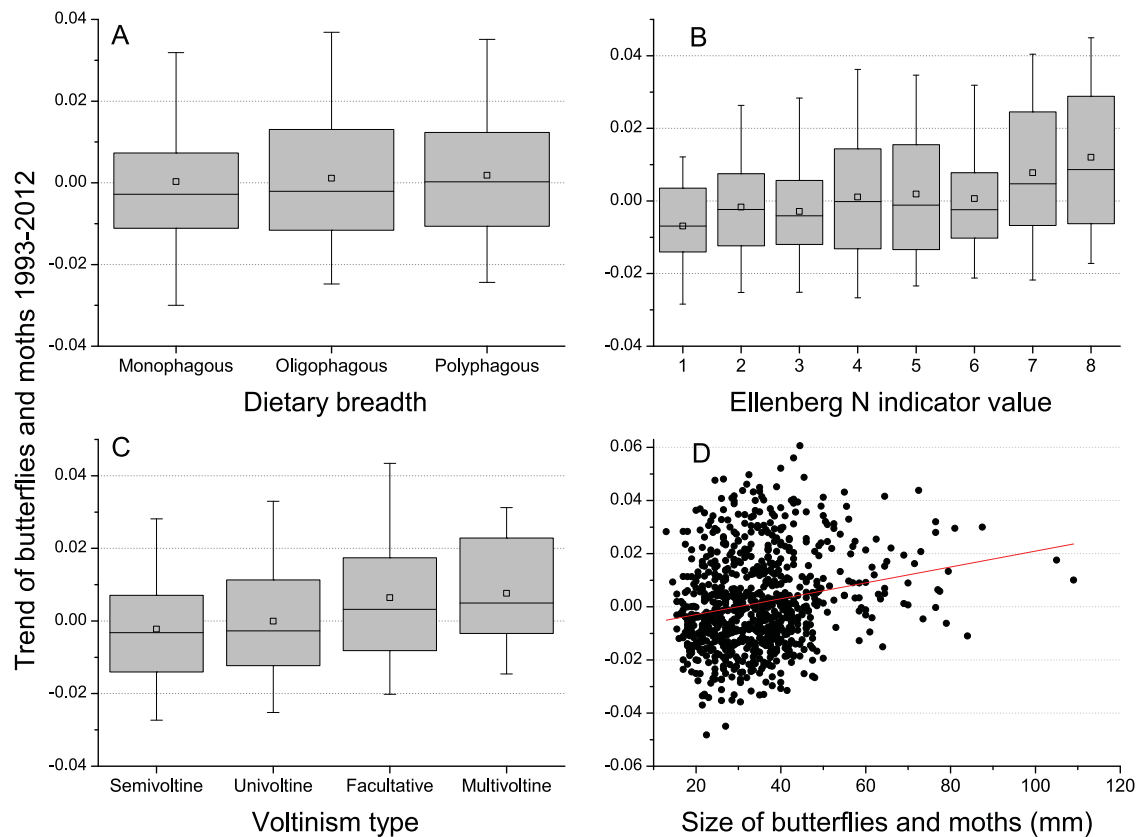 Trend of butterflies and moths 1993-2012
A
0.04
0.02
0.00
-0.02
-0.04
Monophagous Oligophagous Polyphagous
Dietary breadth
B
0.04
0.02
0.00
-0.02
-0.04
1 2 3 4 5 6 7 8
Ellenberg N indicator value
C
0.04
0.02
0.00
-0.02
-0.04
Semivoltine Univoltine Facultative Multivoltine
Voltinism type
D
0.06
0.04
0.02
0.00
-0.02
-0.04
-0.06
20 40 60 80 100 120
Size of butterflies and moths (mm)